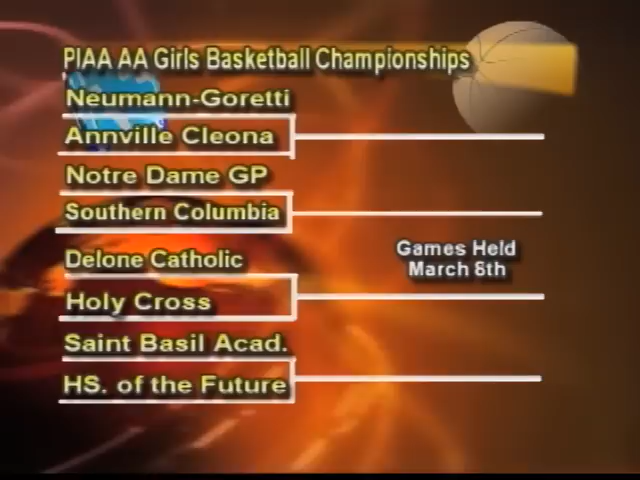 PIAA AA Girls Basketball Championships
Neumann-Goretti
Annville Cleona
Notre Dame GP
Southern Columbia
Delone Catholic
Holy Cross
Saint Basil Acad.
HS. of the Future
Games Held
March 8th